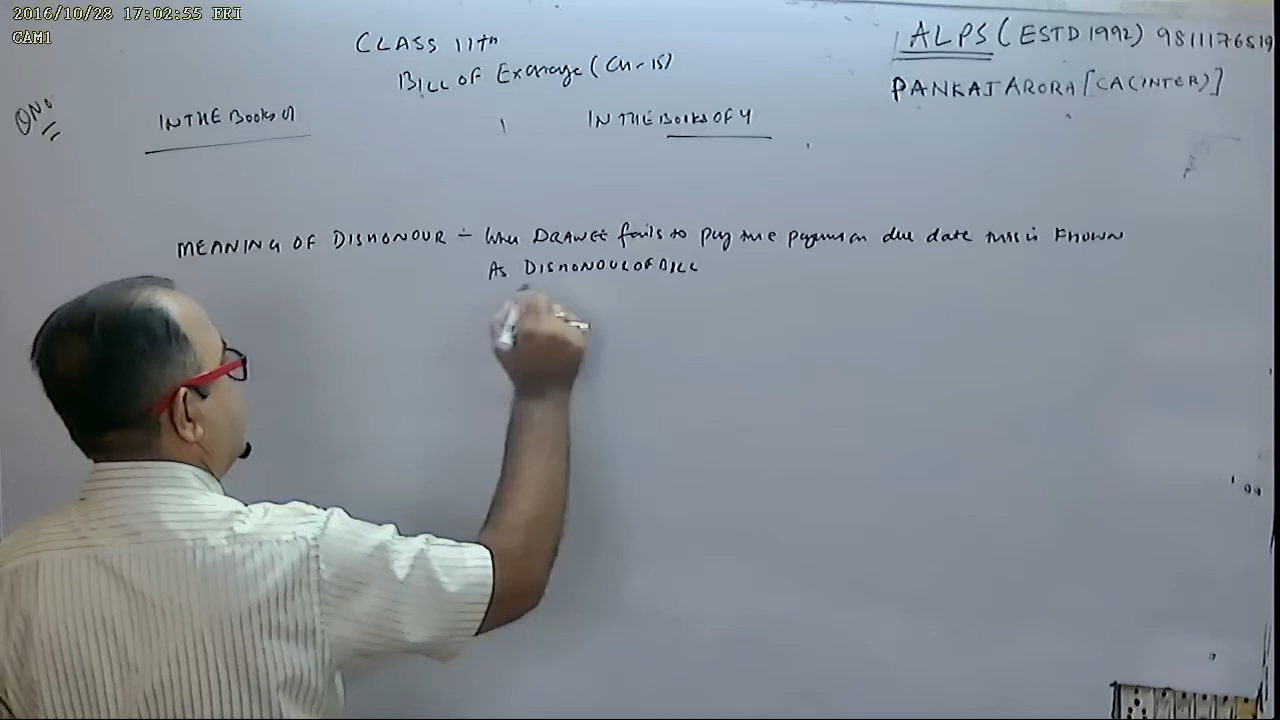 2016/10/28 17:02:55 FRI
CAM1
CLASS 11th
BILL OF Exchange (Ch-15)
ALPS (ESTD 1992) 9811176519
PANKAJ ARORA [CA(INTER)]
QNo
IN THE Books of
IN THE Books OF Y
MEANING OF DISHONOUR :- When DRAWEE fails to pay the payment on due date this is KNOWN
As DISHONOUR OF BILL